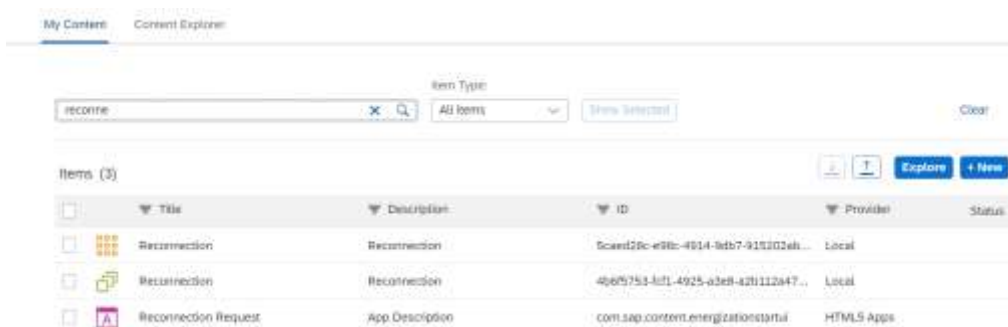 My Content Content Explorer
Item Type:
reconne All Items Show Selected Clear
Items (3) Explore + New
Title Description ID Provider Status
Reconnection Reconnection Local
Reconnection Reconnection Local
Reconnection Request App Description com.sap.content.energizationstartui HTML5 Apps